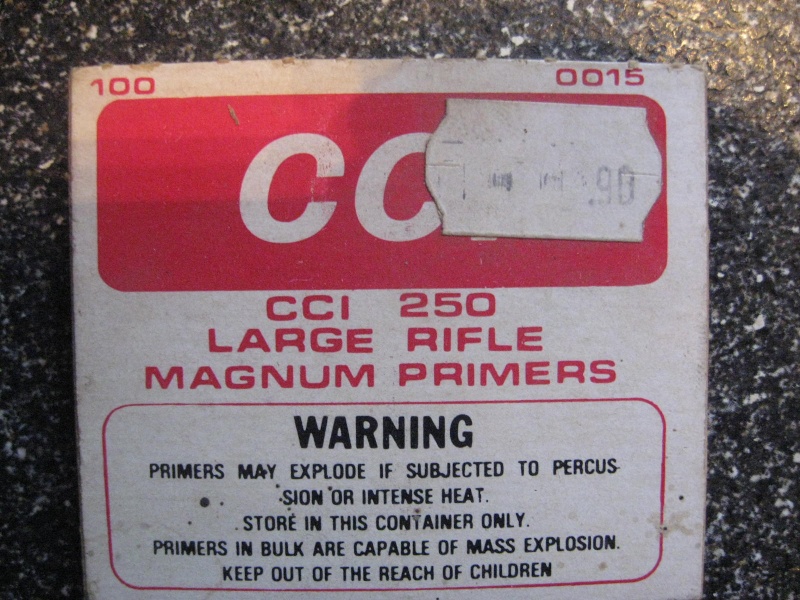 100 0015
CCI
.90
CCI 250
LARGE RIFLE
MAGNUM PRIMERS
WARNING
PRIMERS MAY EXPLODE IF SUBJECTED TO PERCUS-
SION OR INTENSE HEAT.
STORE IN THIS CONTAINER ONLY.
PRIMERS IN BULK ARE CAPABLE OF MASS EXPLOSION.
KEEP OUT OF THE REACH OF CHILDREN